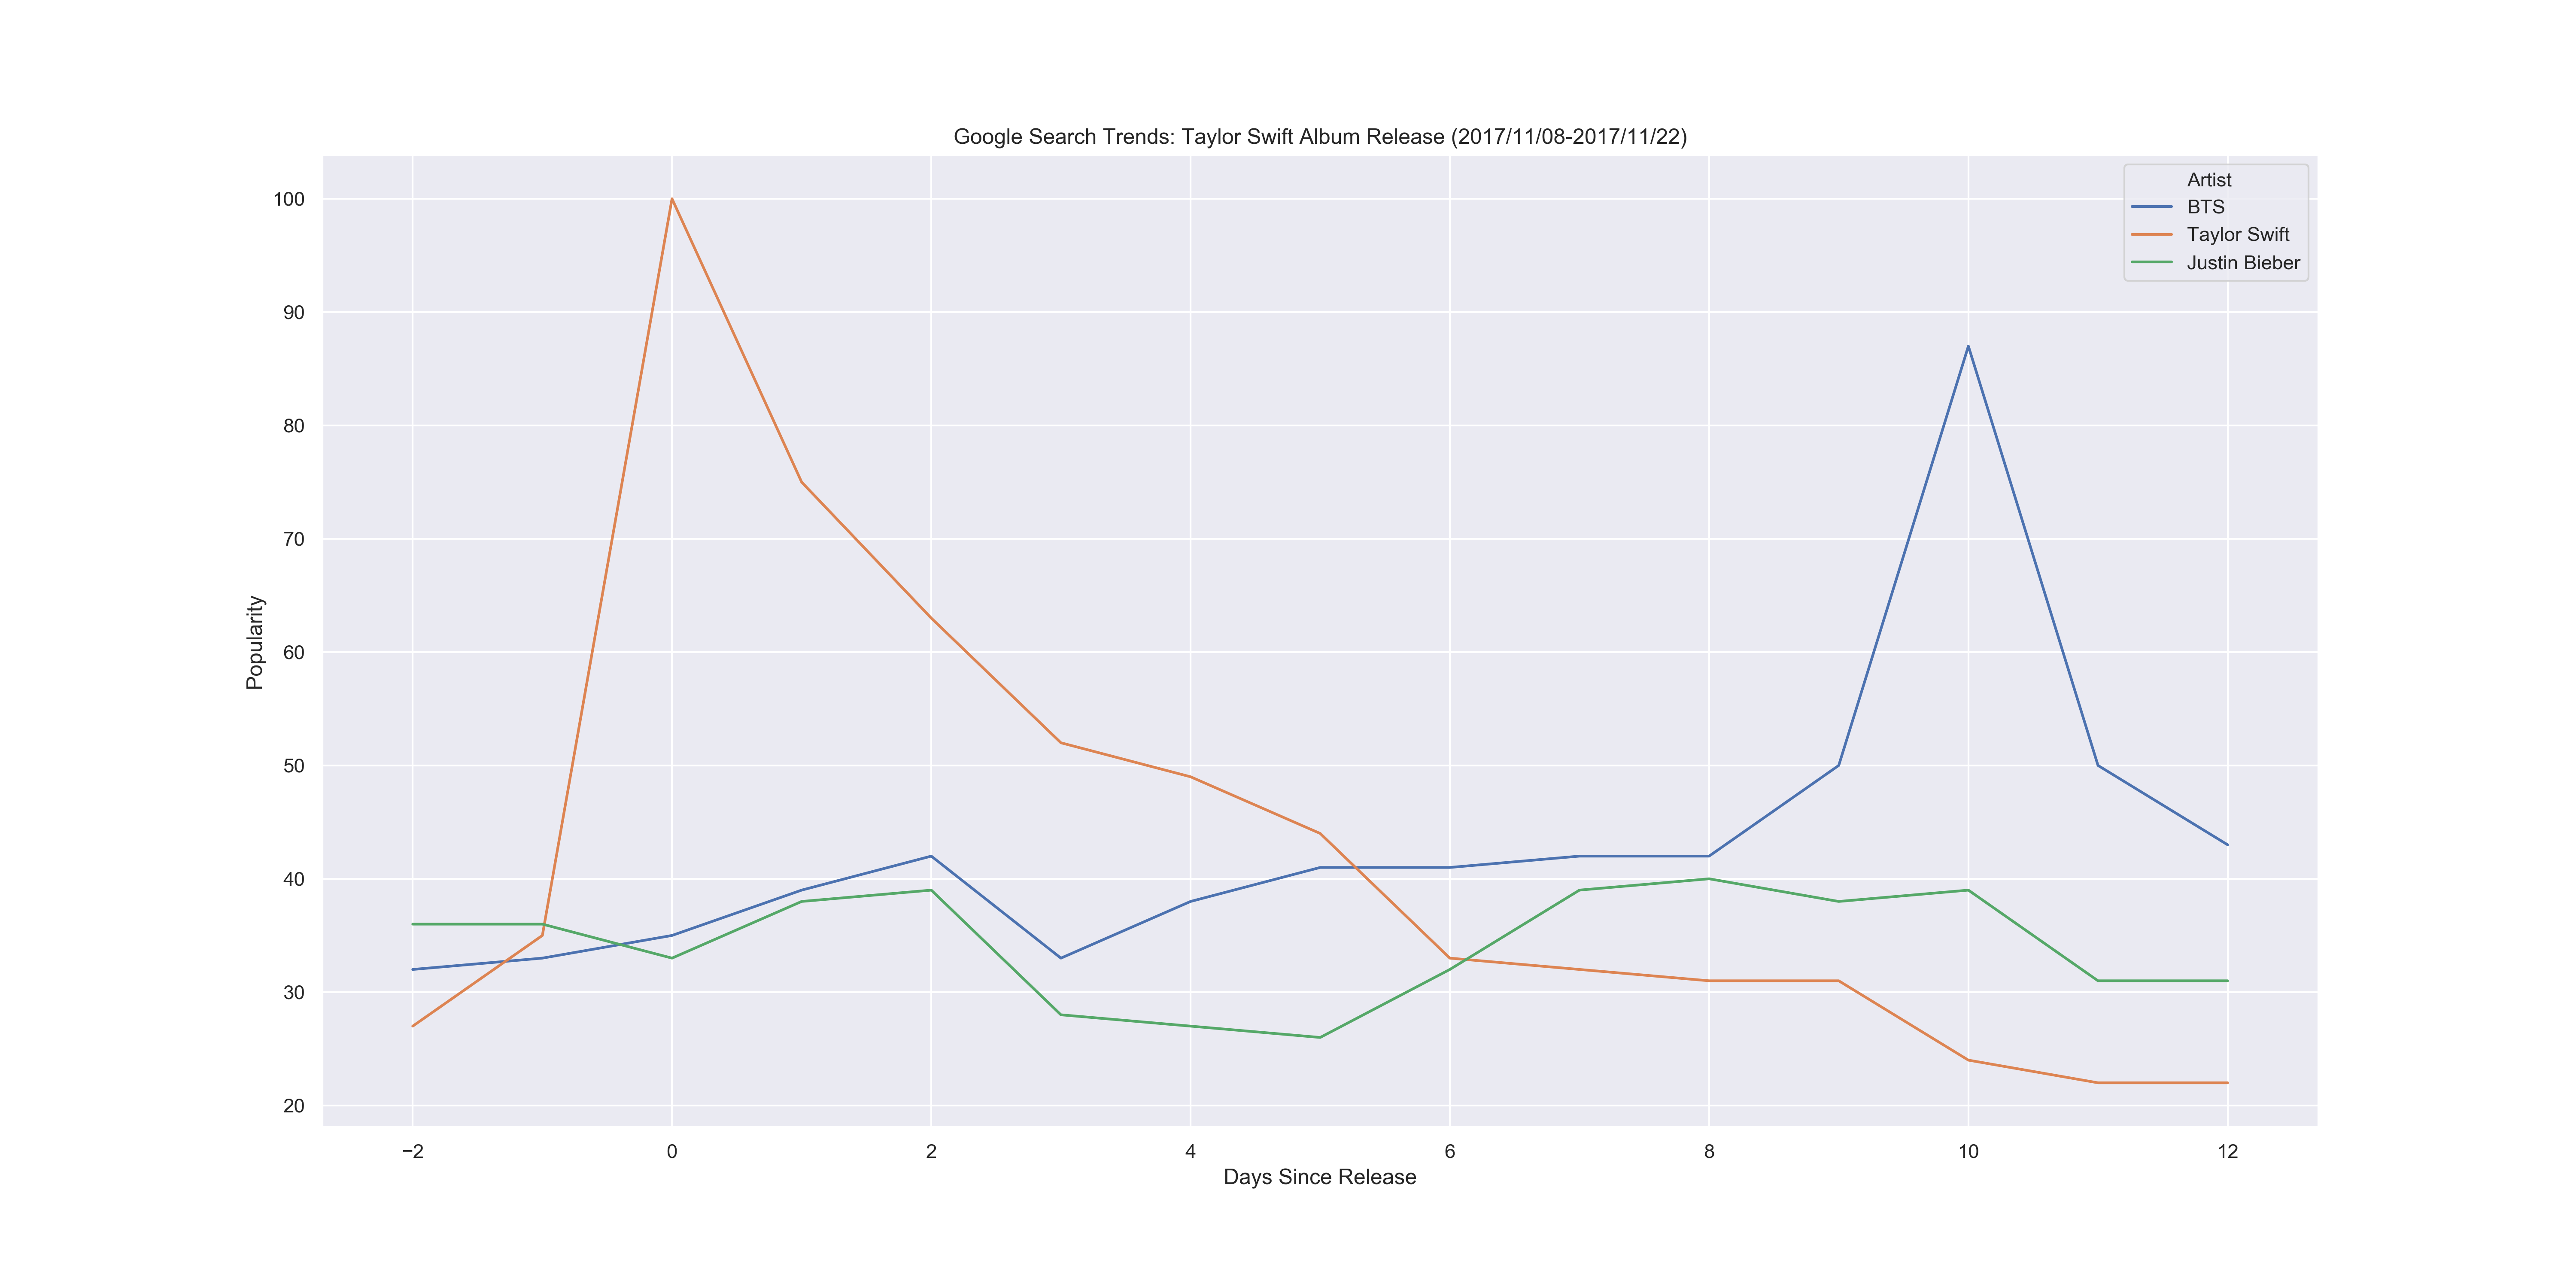 Google Search Trends: Taylor Swift Album Release (2017/11/08-2017/11/22)
Artist
BTS
Taylor Swift
Justin Bieber
100
90
80
70
60
50
40
30
20
Popularity
−2 0 2 4 6 8 10 12
Days Since Release